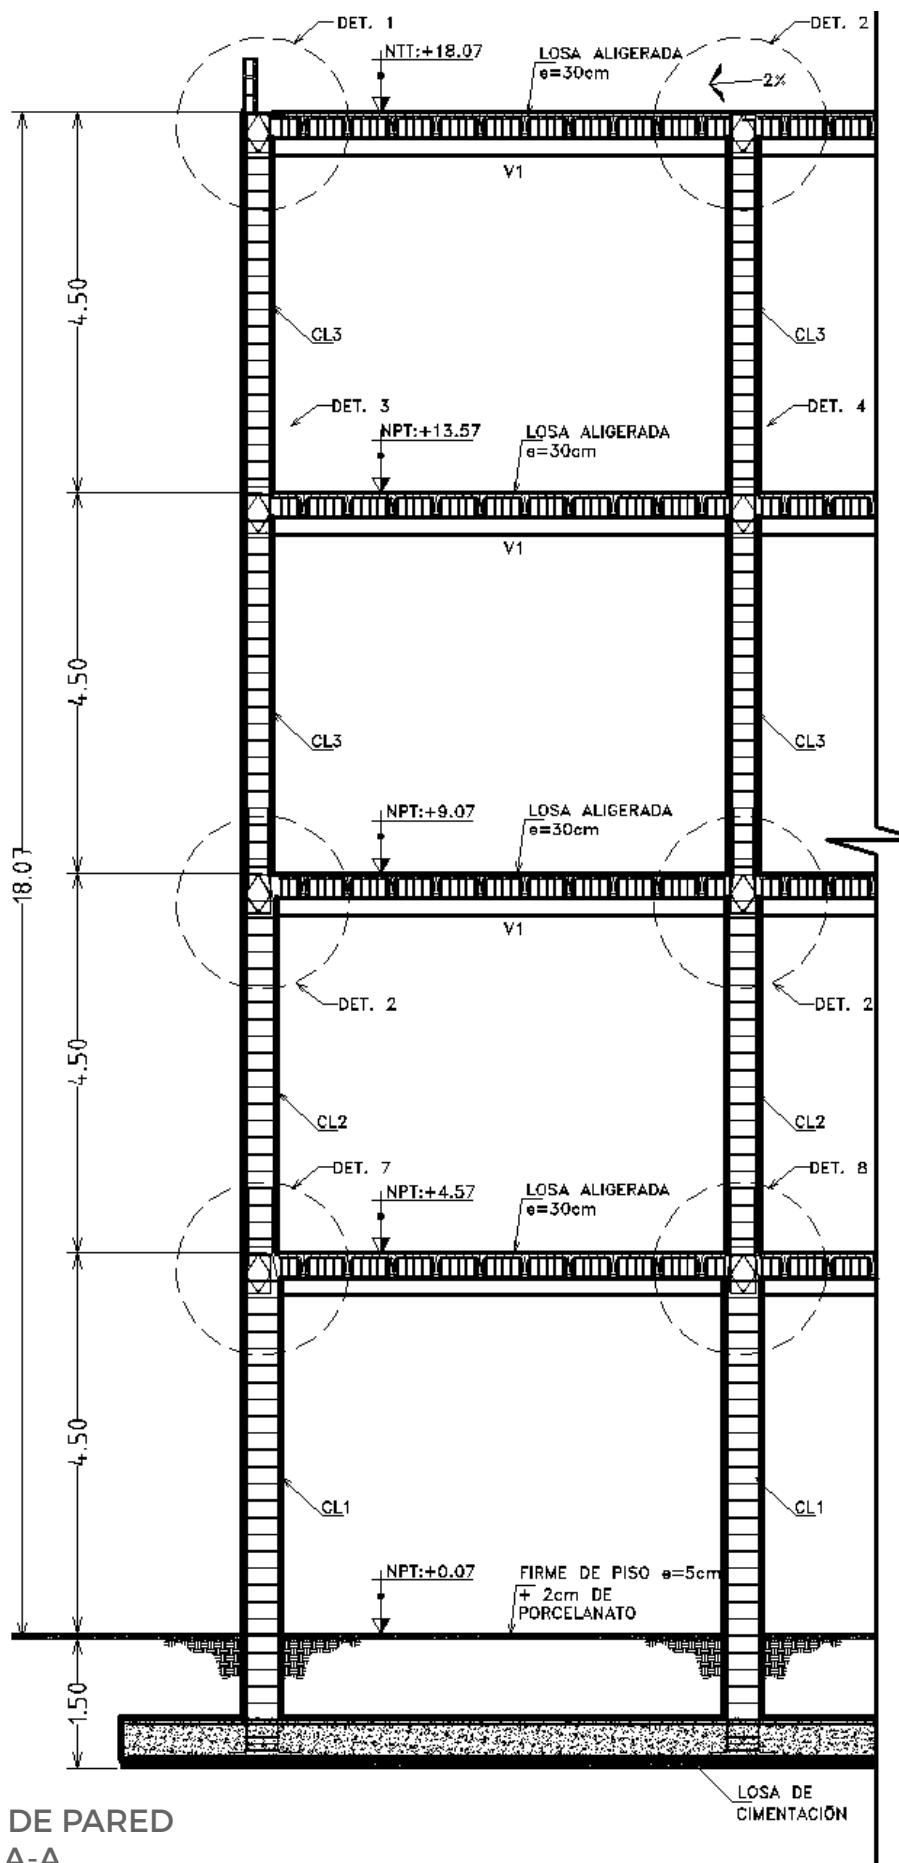 DET. 1
DET. 2
NTT:+18.07
LOSA ALIGERADA
e=30cm
2%
V1
4.50
CL3
CL3
DET. 3
DET. 4
NPT:+13.57
LOSA ALIGERADA
e=30cm
V1
4.50
CL3
CL3
NPT:+9.07
LOSA ALIGERADA
e=30cm
18.07
V1
DET. 2
DET. 2
4.50
CL2
CL2
DET. 7
DET. 8
NPT:+4.57
LOSA ALIGERADA
e=30cm
4.50
CL1
CL1
NPT:+0.07
FIRME DE PISO e=5cm
+ 2cm DE
PORCELANATO
1.50
LOSA DE
CIMENTACIÓN
DE PARED
A-A